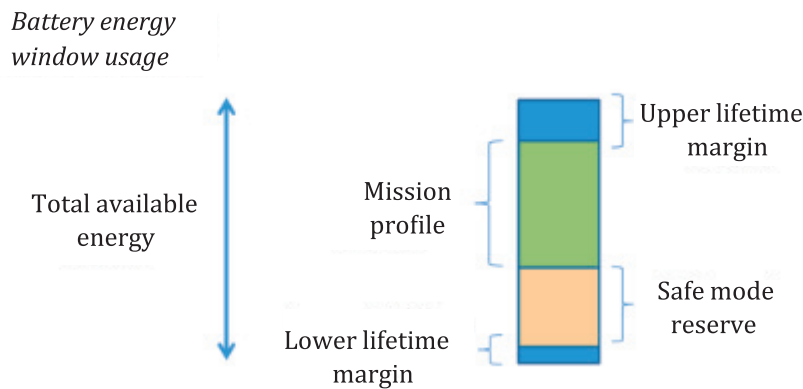 Battery energy
window usage
Upper lifetime
margin
Mission
profile
Total available
energy
Safe mode
reserve
Lower lifetime
margin